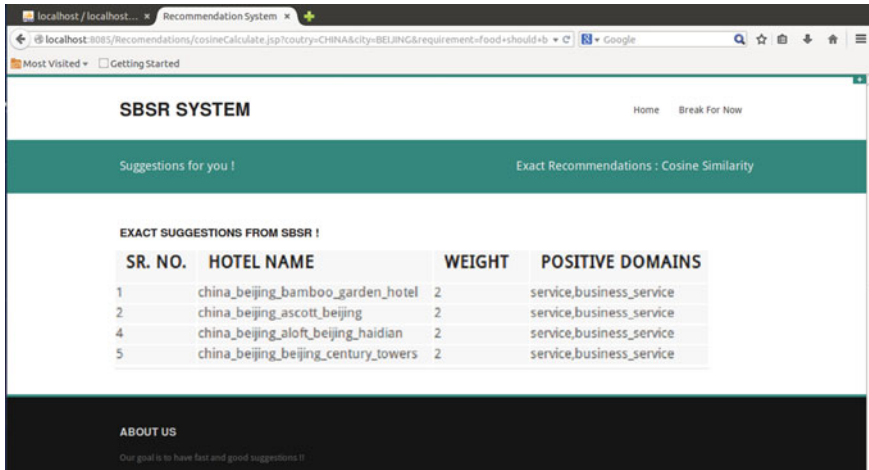 localhost / localhost... × Recommendation System ×
localhost:8085/Recomendations/cosineCalculate.jsp?coutry=CHINA&city=BEIJING&requirement=food+should+b Google
Most Visited Getting Started
SBSR SYSTEM
Home Break For Now
Suggestions for you !
Exact Recommendations : Cosine Similarity
EXACT SUGGESTIONS FROM SBSR !
SR. NO. HOTEL NAME WEIGHT POSITIVE DOMAINS
1 china_beijing_bamboo_garden_hotel 2 service,business_service
2 china_beijing_ascott_beijing 2 service,business_service
4 china_beijing_aloft_beijing_haidian 2 service,business_service
5 china_beijing_beijing_century_towers 2 service,business_service
ABOUT US
Our goal is to have fast and good suggestions !!